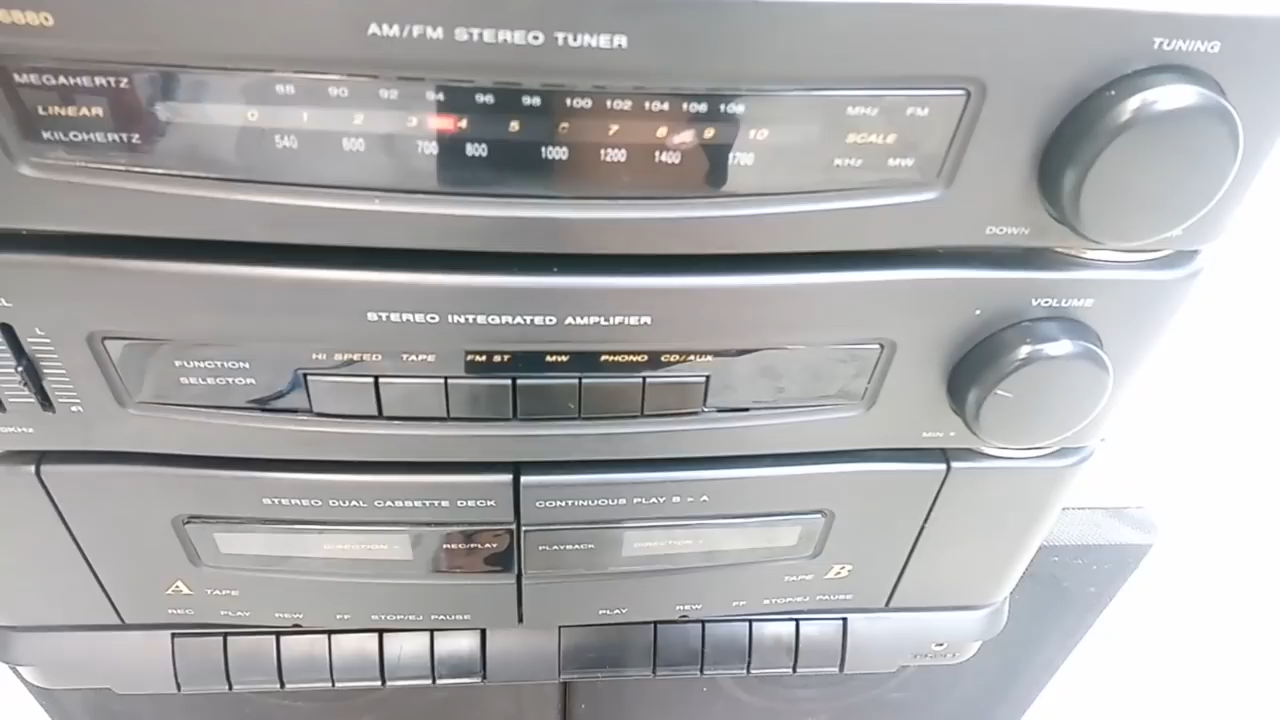 6880
AM/FM STEREO TUNER
TUNING
MEGAHERTZ
88 90 92 94 96 98 100 102 104 106 108
MHz FM
LINEAR
0 1 2 3 4 5 6 7 8 9 10
SCALE
KILOHERTZ
540 600 700 800 1000 1200 1400 1700
KHz MW
DOWN
STEREO INTEGRATED AMPLIFIER
VOLUME
L
FUNCTION
SELECTOR
HI SPEED TAPE FM ST MW PHONO CD/AUX
MIN
STEREO DUAL CASSETTE DECK
CONTINUOUS PLAY B ▸ A
DIRECTION
REC/PLAY
PLAYBACK
DIRECTION
A TAPE
TAPE B
REC PLAY REW FF STOP/EJ PAUSE
PLAY REW FF STOP/EJ PAUSE